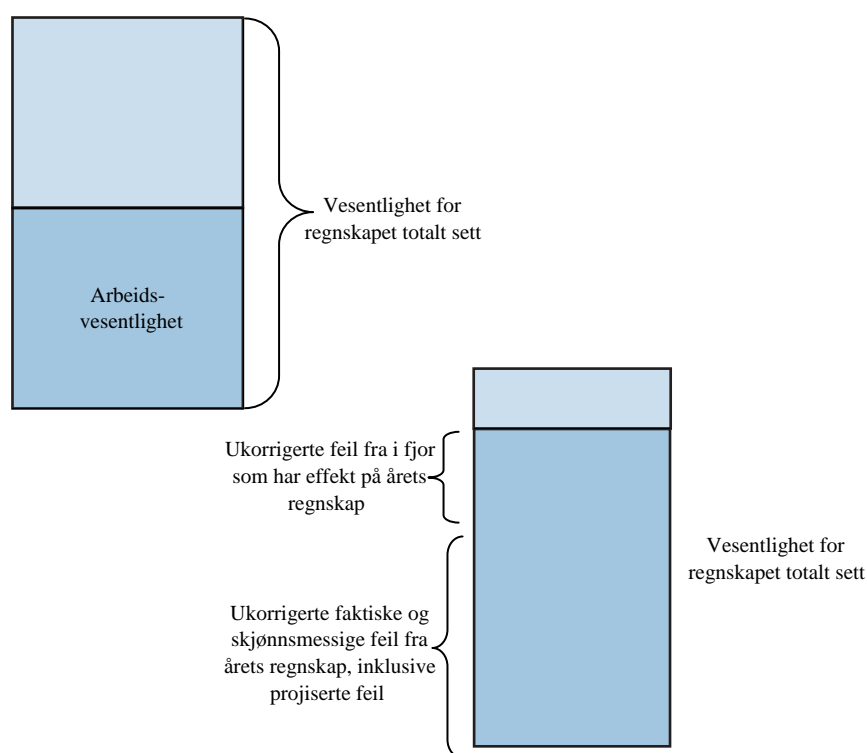 Vesentlighet for
regnskapet totalt sett
Arbeids-
vesentlighet
Ukorrigerte feil fra i fjor
som har effekt på årets
regnskap
Vesentlighet for
regnskapet totalt sett
Ukorrigerte faktiske og
skjønnsmessige feil fra
årets regnskap, inklusive
projiserte feil